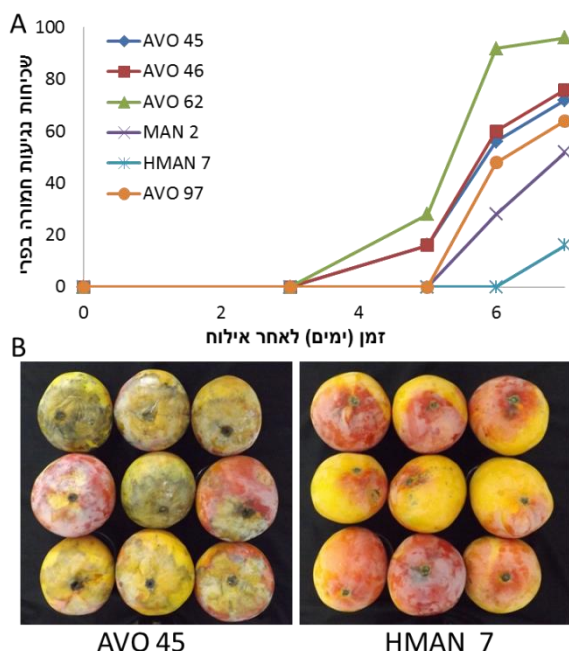 A
שכיחות נגיעות חמורה בפרי
100
80
60
40
20
0
AVO 45
AVO 46
AVO 62
MAN 2
HMAN 7
AVO 97
0 2 4 6
זמן (ימים) לאחר אילוח
B
AVO 45 HMAN 7